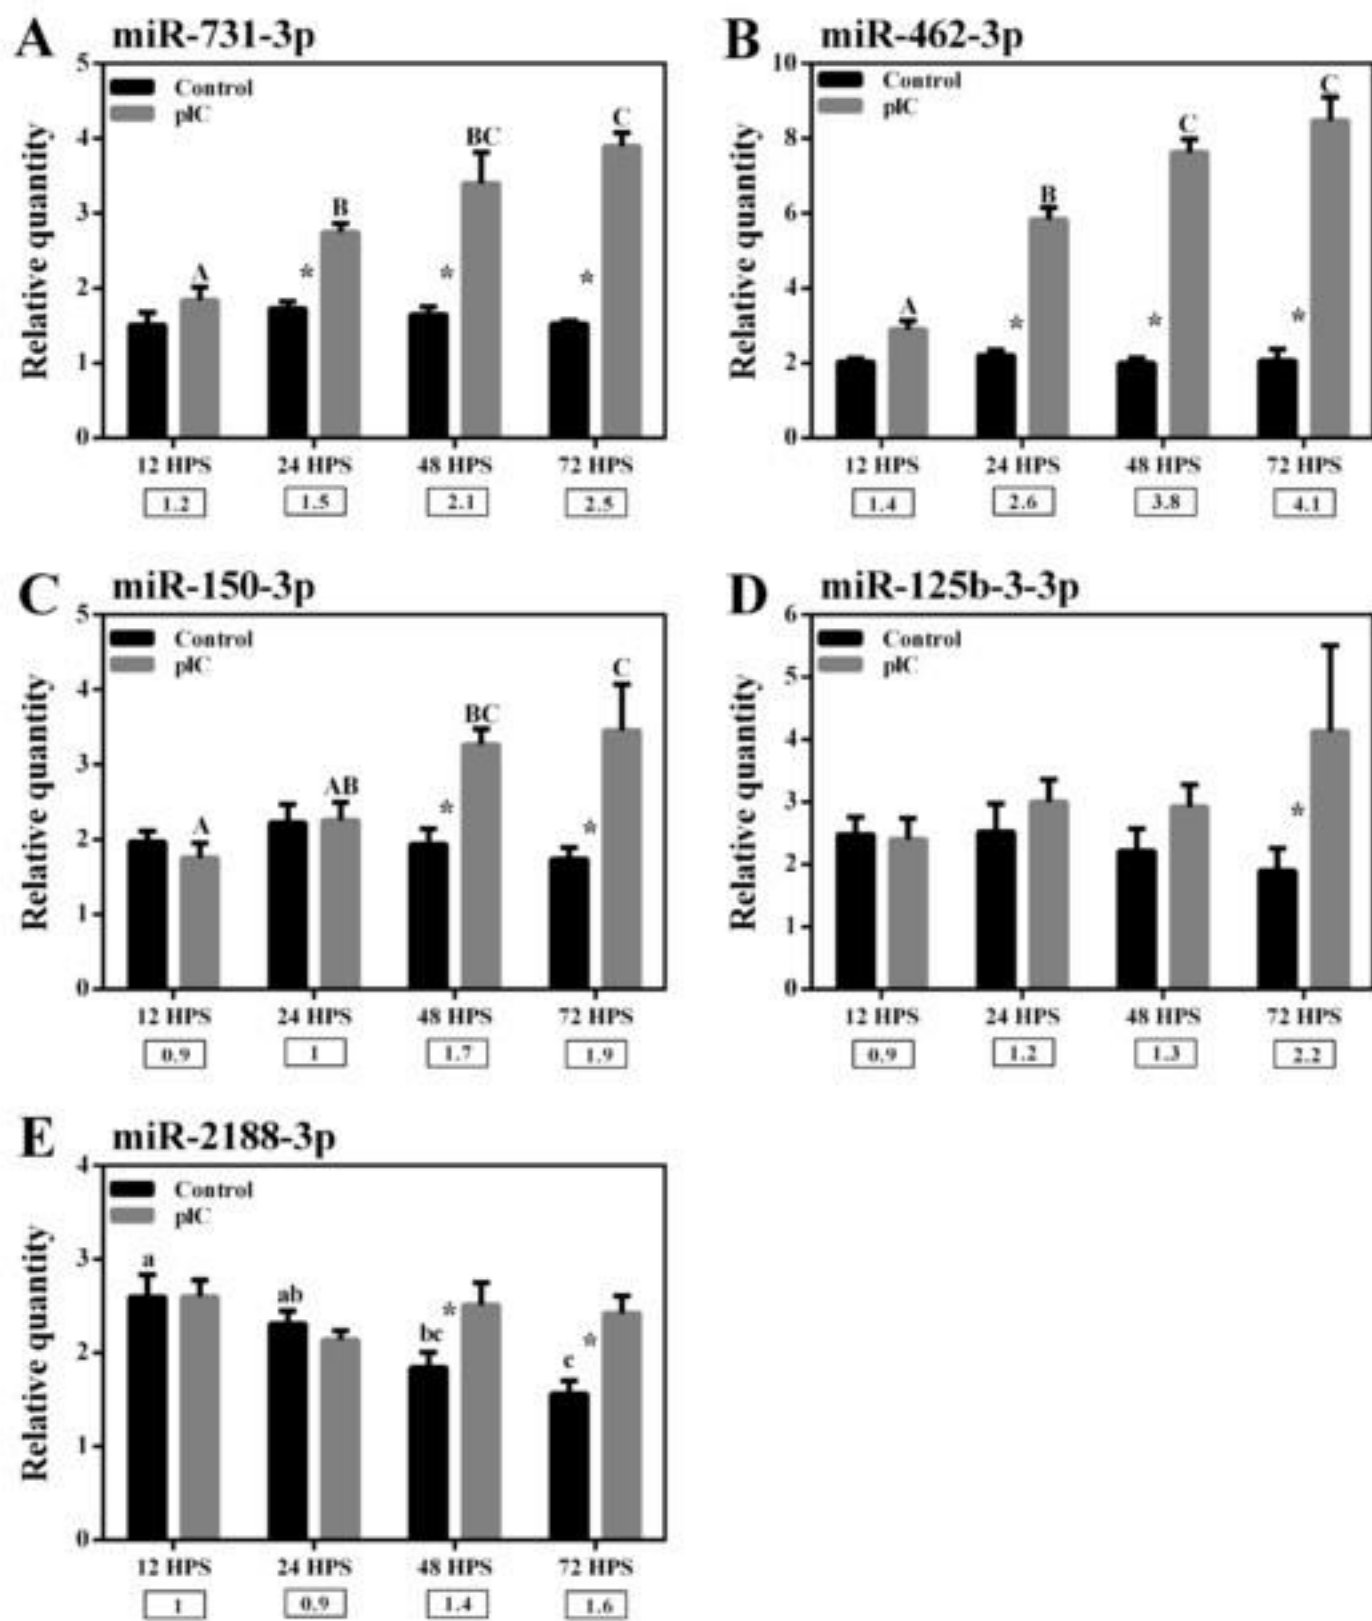 A miR-731-3p
5
4
3
2
1
0
Relative quantity
Control
pIC
A
B
BC
C
*
*
*
12 HPS 24 HPS 48 HPS 72 HPS
1.2 1.5 2.1 2.5
B miR-462-3p
10
8
6
4
2
0
Relative quantity
Control
pIC
A
B
C
C
*
*
*
12 HPS 24 HPS 48 HPS 72 HPS
1.4 2.6 3.8 4.1
C miR-150-3p
5
4
3
2
1
0
Relative quantity
Control
pIC
A
AB
BC
C
*
*
12 HPS 24 HPS 48 HPS 72 HPS
0.9 1 1.7 1.9
D miR-125b-3-3p
6
5
4
3
2
1
0
Relative quantity
Control
pIC
*
12 HPS 24 HPS 48 HPS 72 HPS
0.9 1.2 1.3 2.2
E miR-2188-3p
4
3
2
1
0
Relative quantity
Control
pIC
a
ab
bc
c
*
*
12 HPS 24 HPS 48 HPS 72 HPS
1 0.9 1.4 1.6